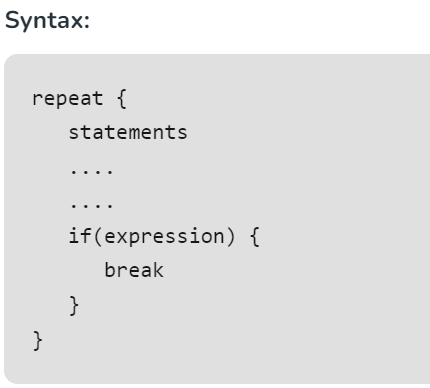 Syntax:
repeat {
   statements
   ....
   ....
   if(expression) {
      break
   }
}